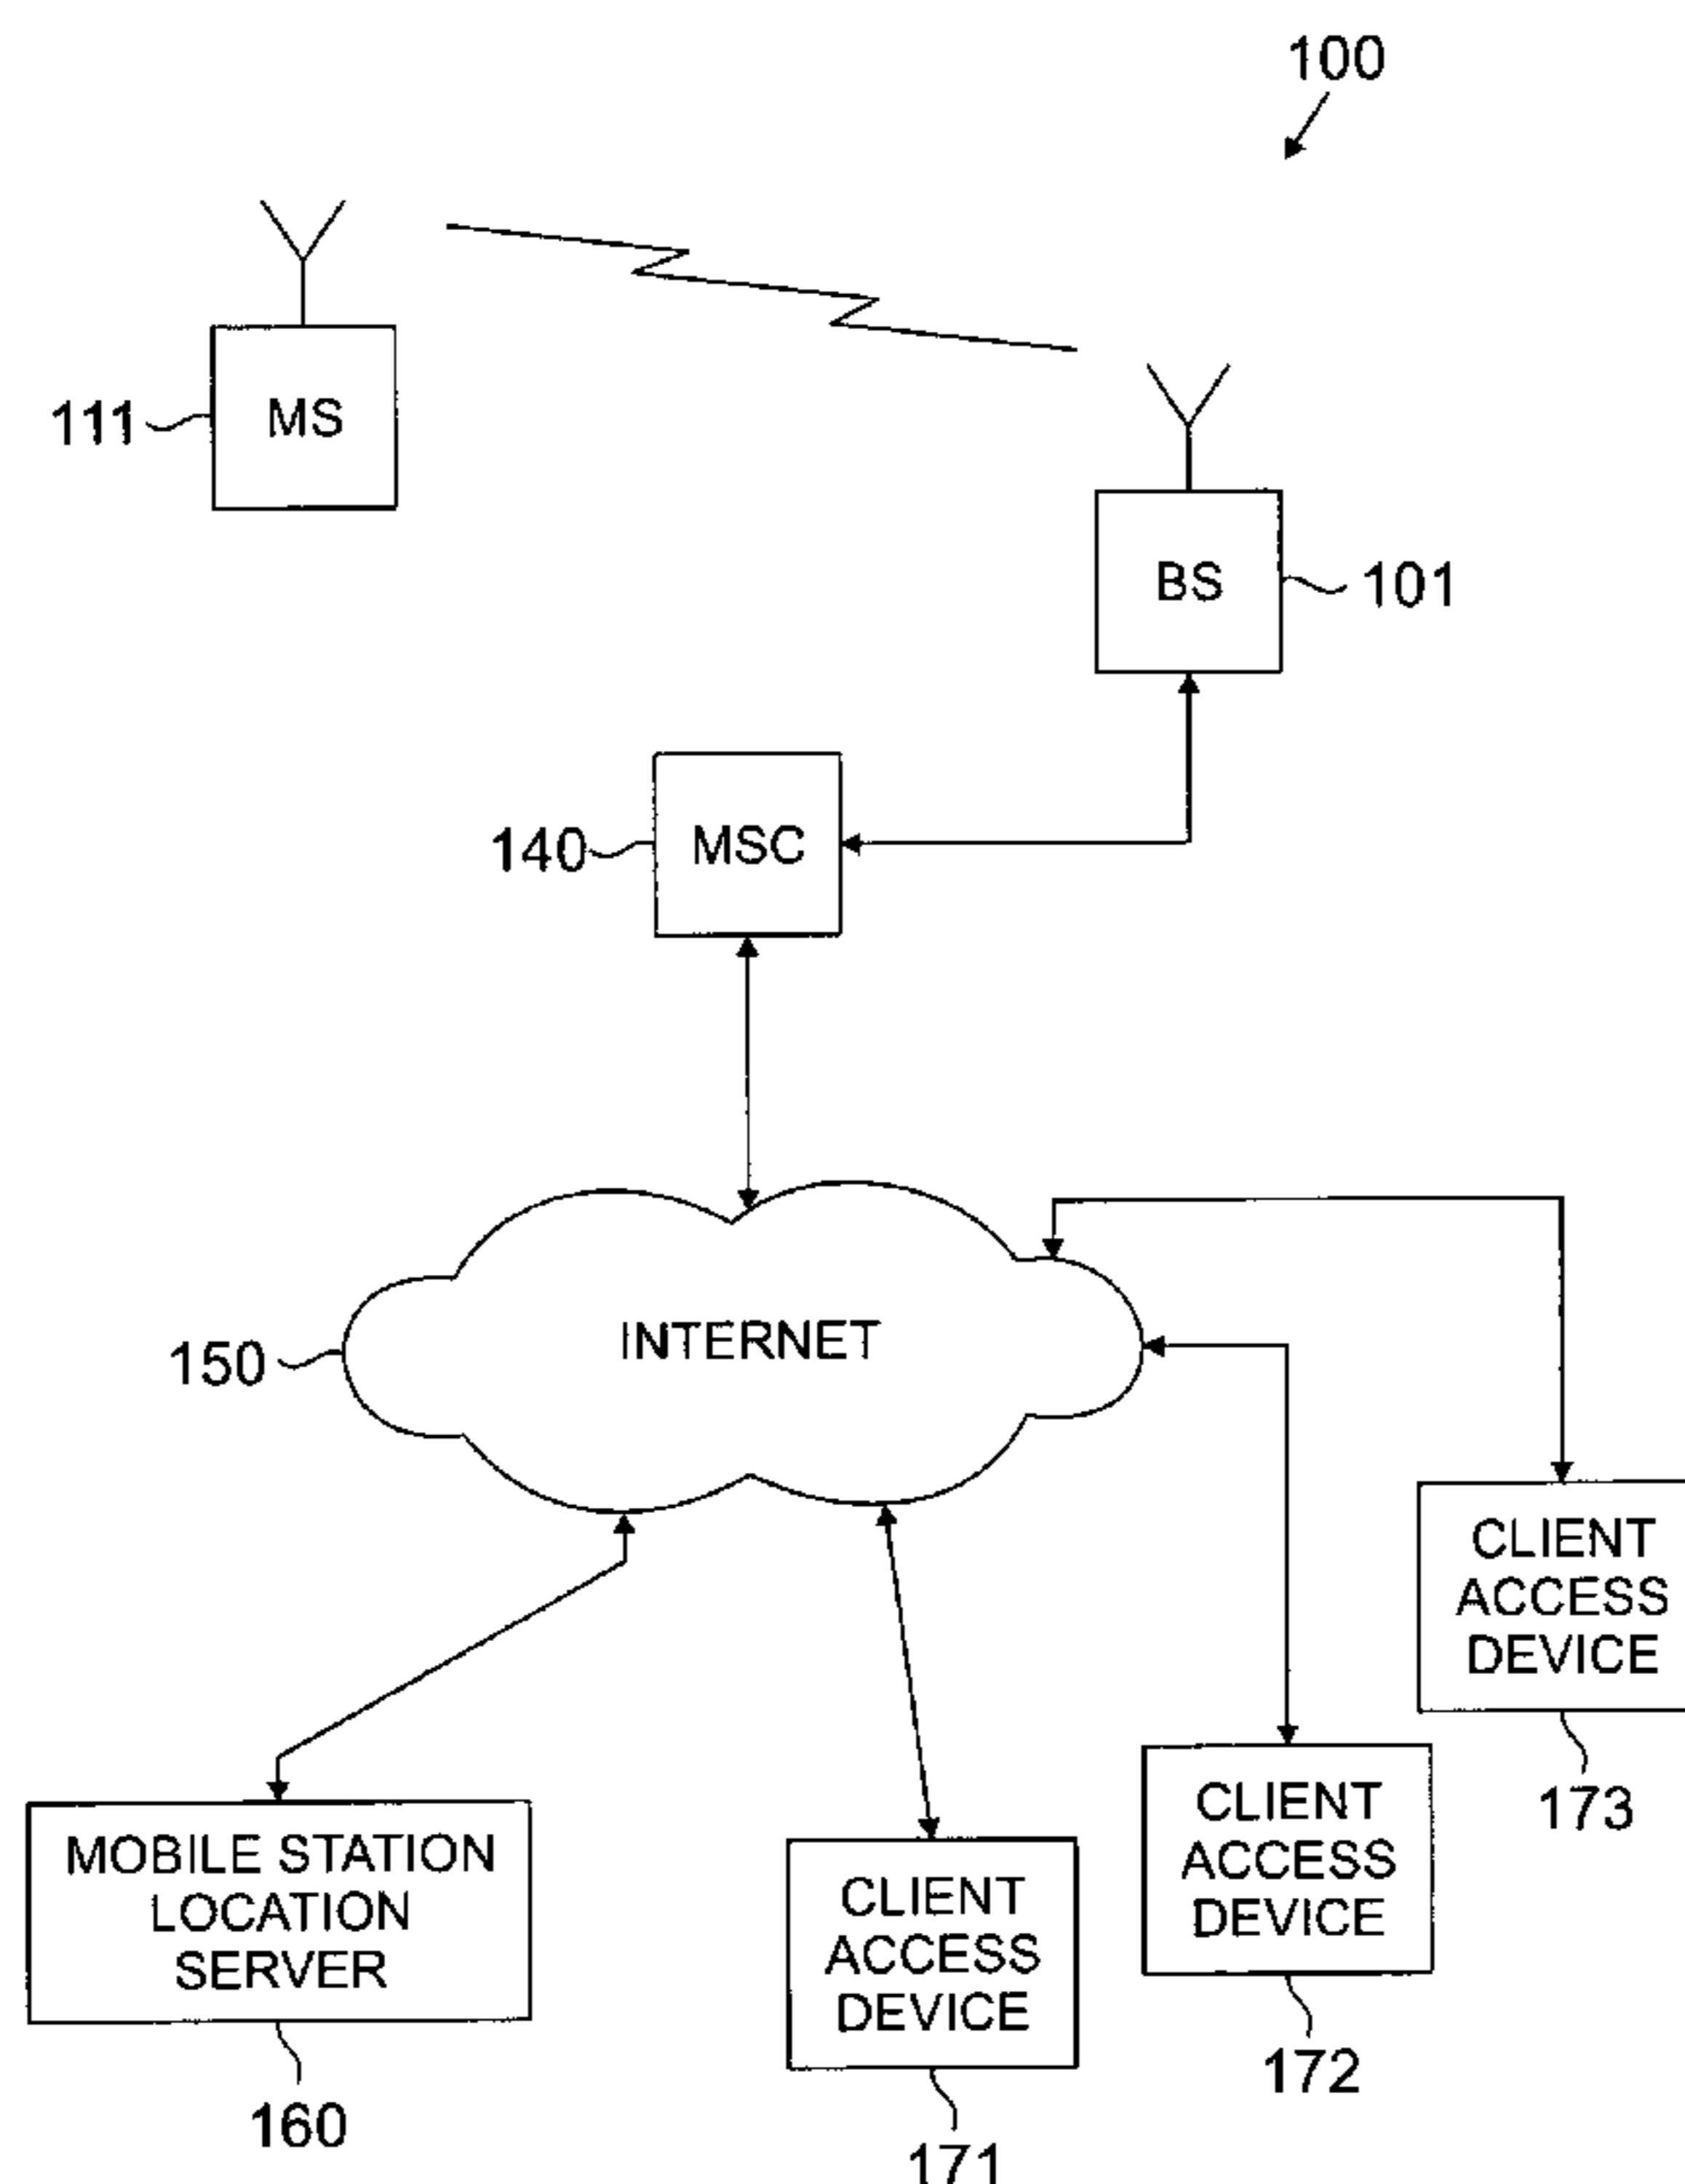 100
MS
111
BS
101
MSC
140
INTERNET
150
CLIENT
ACCESS
DEVICE
173
CLIENT
ACCESS
DEVICE
172
MOBILE STATION
LOCATION
SERVER
160
CLIENT
ACCESS
DEVICE
171